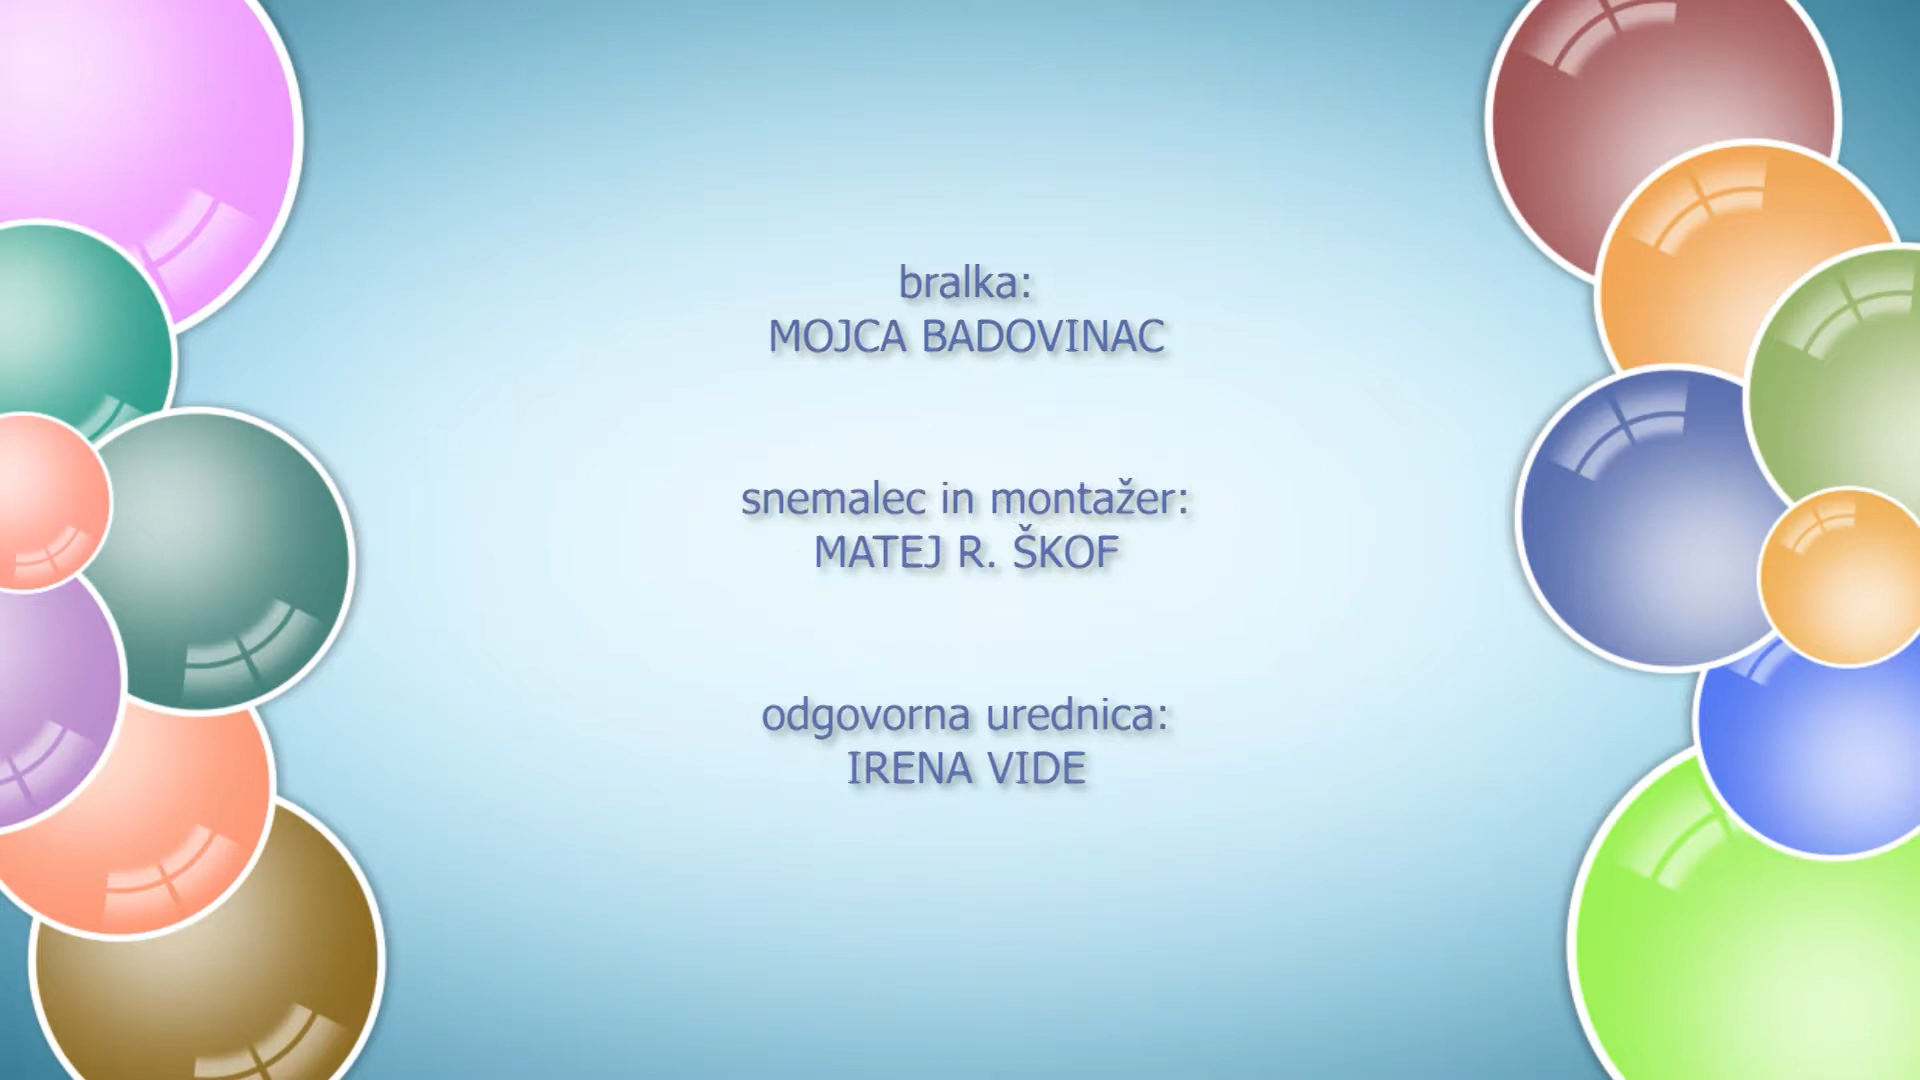 bralka:
MOJCA BADOVINAC
snemalec in montažer:
MATEJ R. ŠKOF
odgovorna urednica:
IRENA VIDE